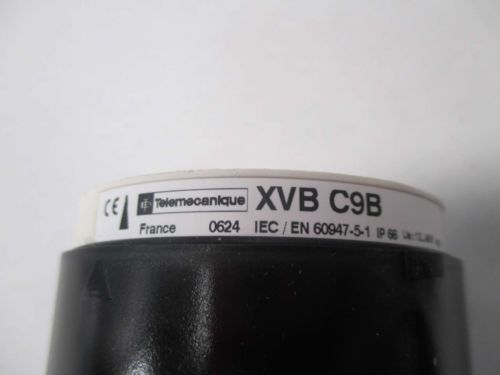 CE Telemecanique XVB C9B
France 0624 IEC / EN 60947-5-1 IP 66